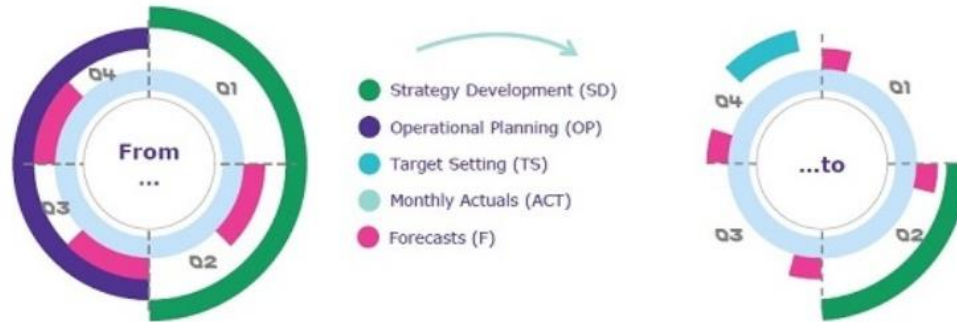 From
...
Q4
Q1
Q3
Q2
Strategy Development (SD)
Operational Planning (OP)
Target Setting (TS)
Monthly Actuals (ACT)
Forecasts (F)
...to
Q4
Q1
Q3
Q2